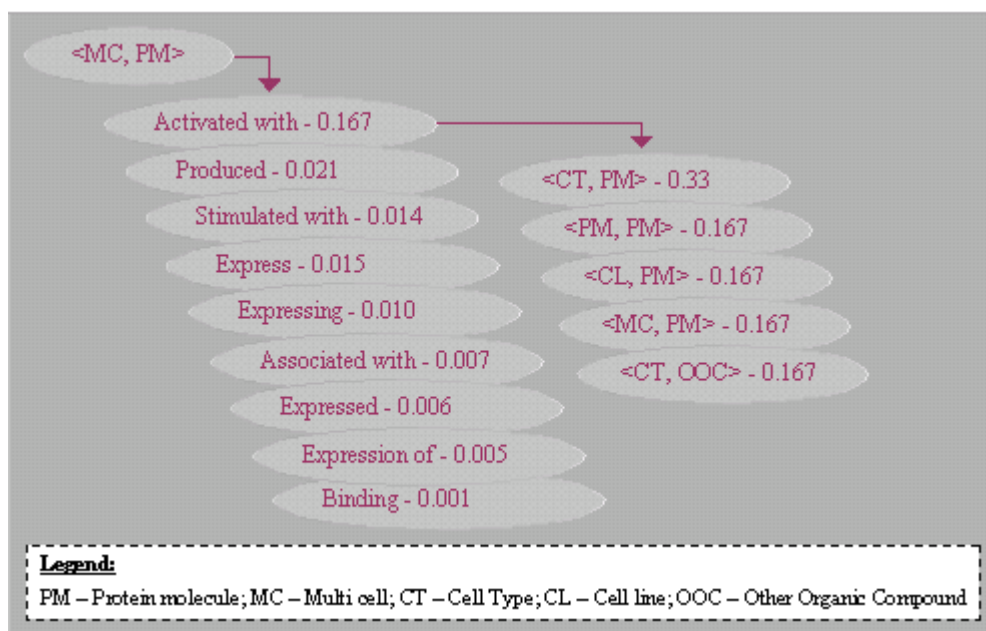 <MC, PM>
Activated with - 0.167
Produced - 0.021
Stimulated with - 0.014
Express - 0.015
Expressing - 0.010
Associated with - 0.007
Expressed - 0.006
Expression of - 0.005
Binding - 0.001
<CT, PM> - 0.33
<PM, PM> - 0.167
<CL, PM> - 0.167
<MC, PM> - 0.167
<CT, OOC> - 0.167
Legend:
PM – Protein molecule; MC – Multi cell; CT – Cell Type; CL – Cell line; OOC – Other Organic Compound